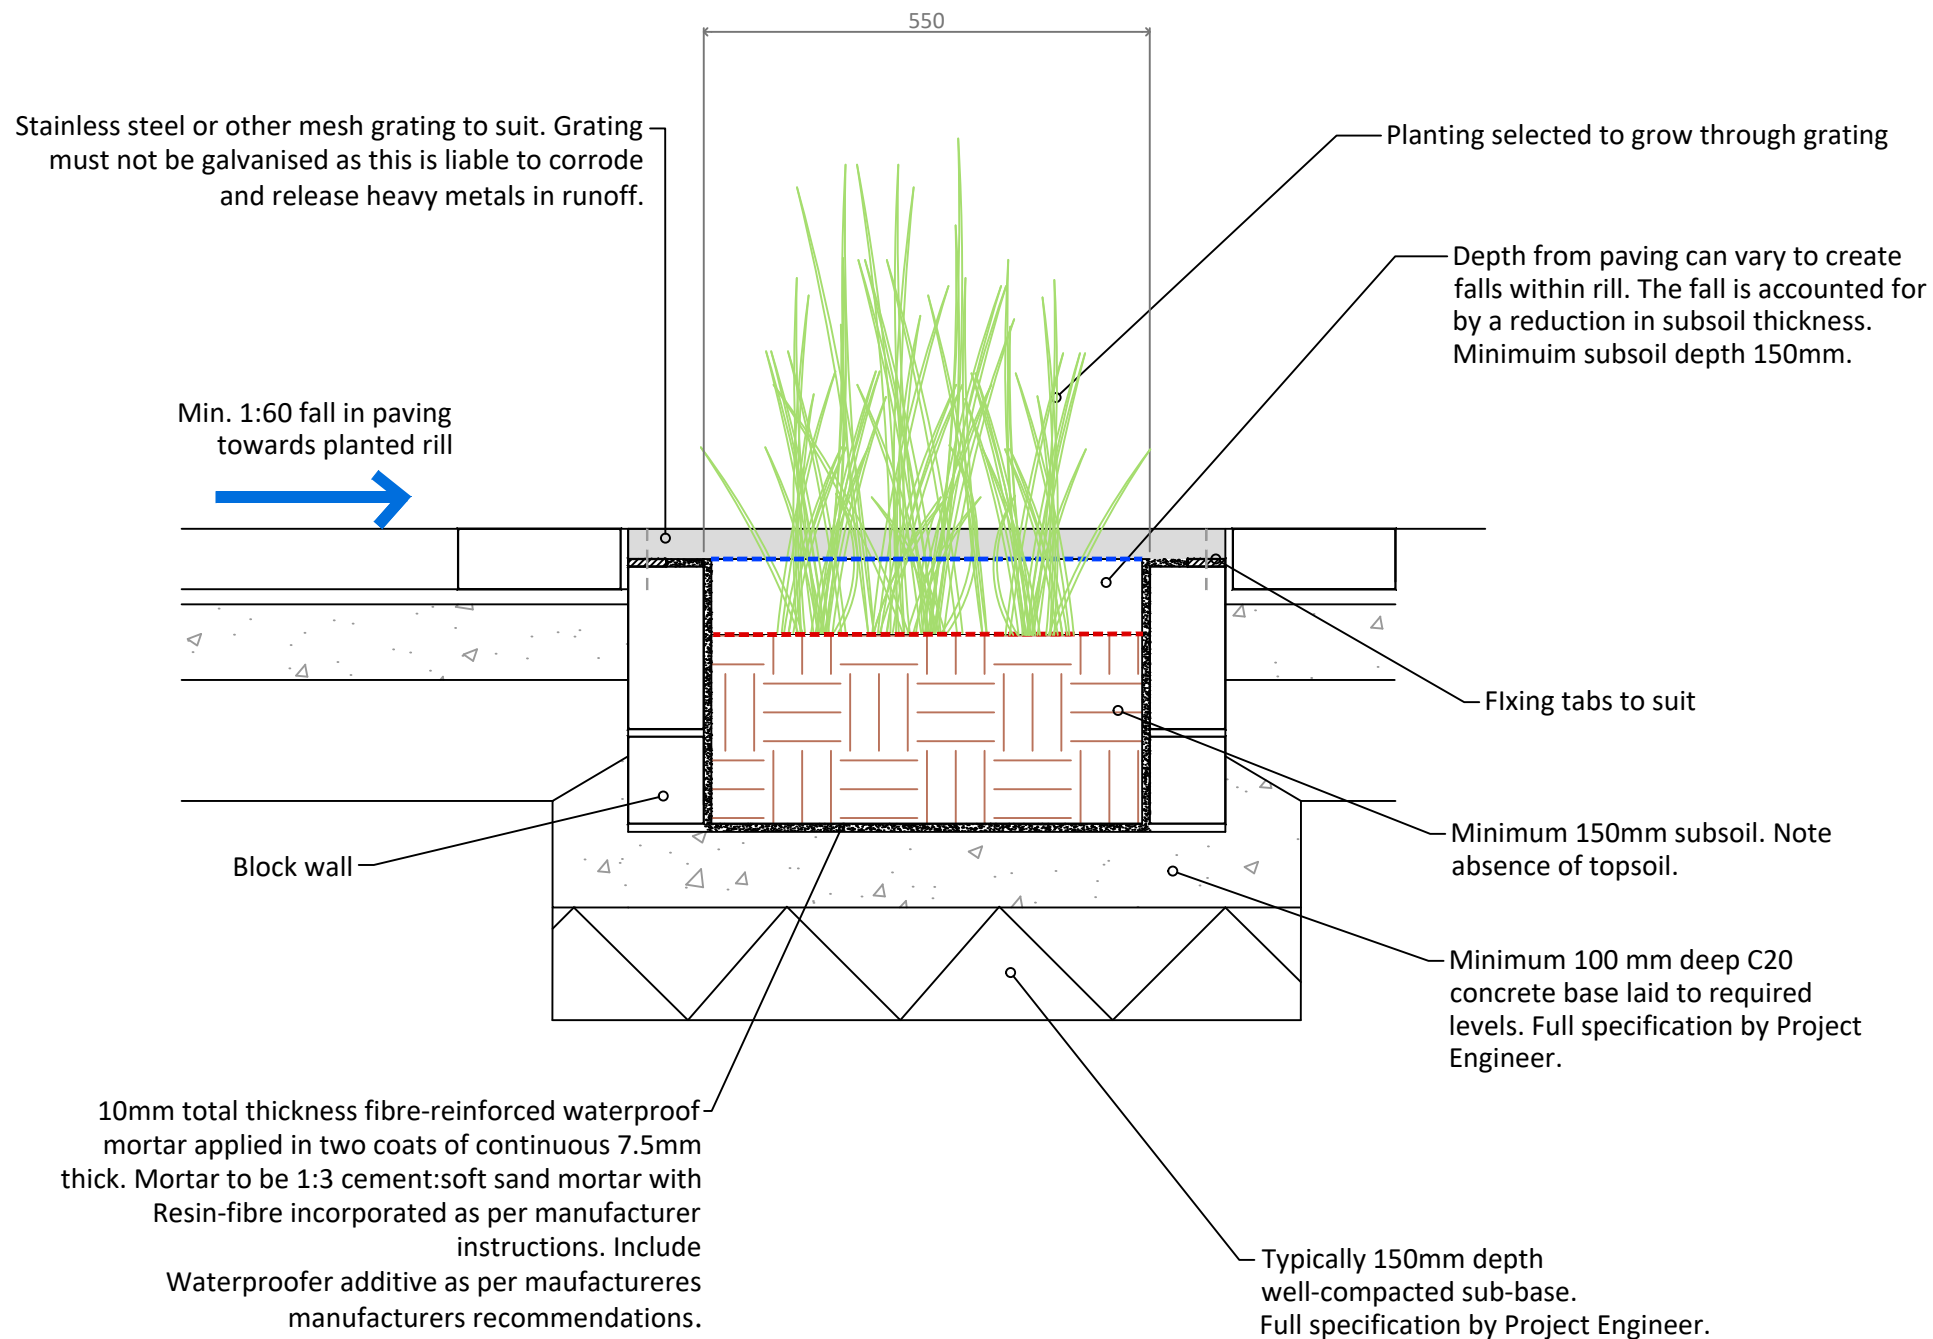 550
Stainless steel or other mesh grating to suit. Grating
must not be galvanised as this is liable to corrode
and release heavy metals in runoff.
Planting selected to grow through grating
Depth from paving can vary to create
falls within rill. The fall is accounted for
by a reduction in subsoil thickness.
Minimuim subsoil depth 150mm.
Min. 1:60 fall in paving
towards planted rill
FIxing tabs to suit
Block wall
Minimum 150mm subsoil. Note
absence of topsoil.
Minimum 100 mm deep C20
concrete base laid to required
levels. Full specification by Project
Engineer.
10mm total thickness fibre-reinforced waterproof
mortar applied in two coats of continuous 7.5mm
thick. Mortar to be 1:3 cement:soft sand mortar with
Resin-fibre incorporated as per manufacturer
instructions. Include
Waterproofer additive as per maufactureres
manufacturers recommendations.
Typically 150mm depth
well-compacted sub-base.
Full specification by Project Engineer.